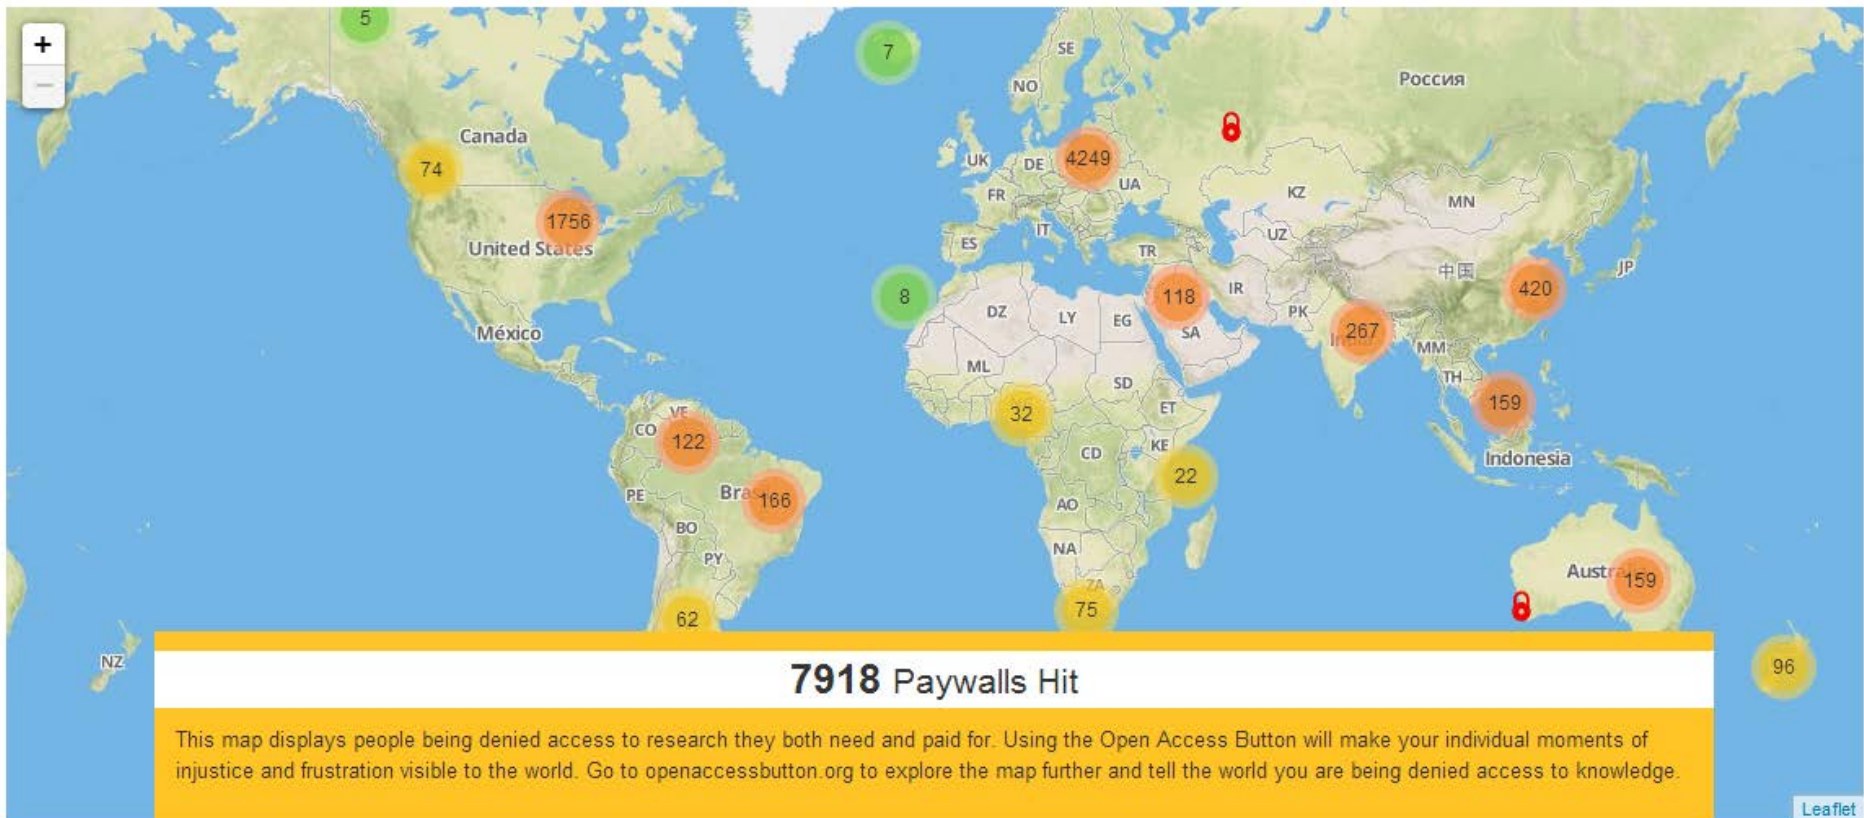 5
7
+
−
SE
NO
Россия
Canada
UK
DE
4249
74
UA
FR
KZ
MN
1756
United States
ES
IT
TR
UZ
中国
JP
8
118
IR
420
DZ
LY
EG
PK
México
SA
267
MM
ML
SD
TH
32
ET
159
VE
CO
122
KE
CD
Indonesia
22
PE
Bras
166
AO
BO
NA
PY
Austra
159
ZA
75
62
NZ
96
7918 Paywalls Hit
This map displays people being denied access to research they both need and paid for. Using the Open Access Button will make your individual moments of
injustice and frustration visible to the world. Go to openaccessbutton.org to explore the map further and tell the world you are being denied access to knowledge.
Leaflet